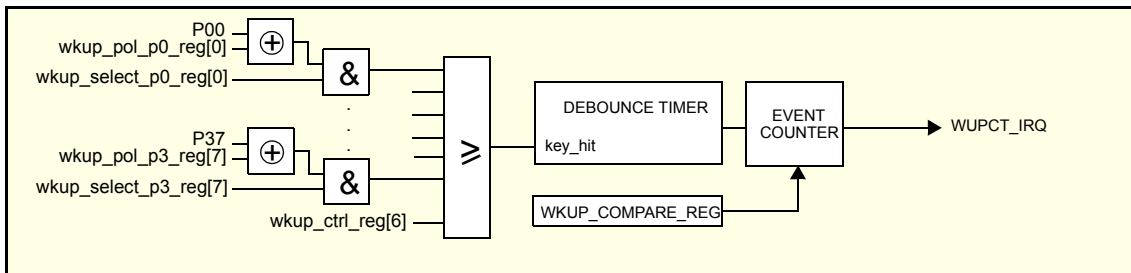 P00
wkup_pol_p0_reg[0]
wkup_select_p0_reg[0]
&
P37
wkup_pol_p3_reg[7]
wkup_select_p3_reg[7]
&
wkup_ctrl_reg[6]
≥
DEBOUNCE TIMER
key_hit
WKUP_COMPARE_REG
EVENT
COUNTER
WUPCT_IRQ